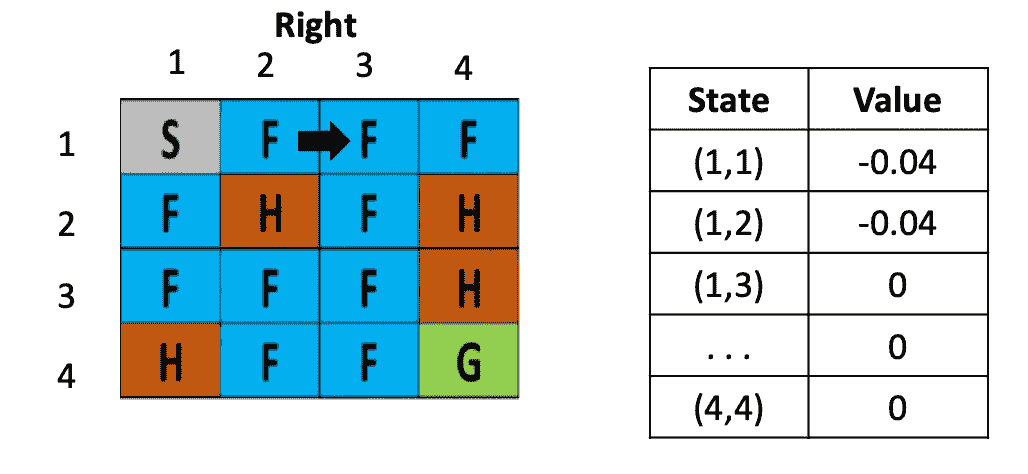 Right
1 2 3 4
1 S F F F
2 F H F H
3 F F F H
4 H F F G
State Value
(1,1) -0.04
(1,2) -0.04
(1,3) 0
. . . 0
(4,4) 0